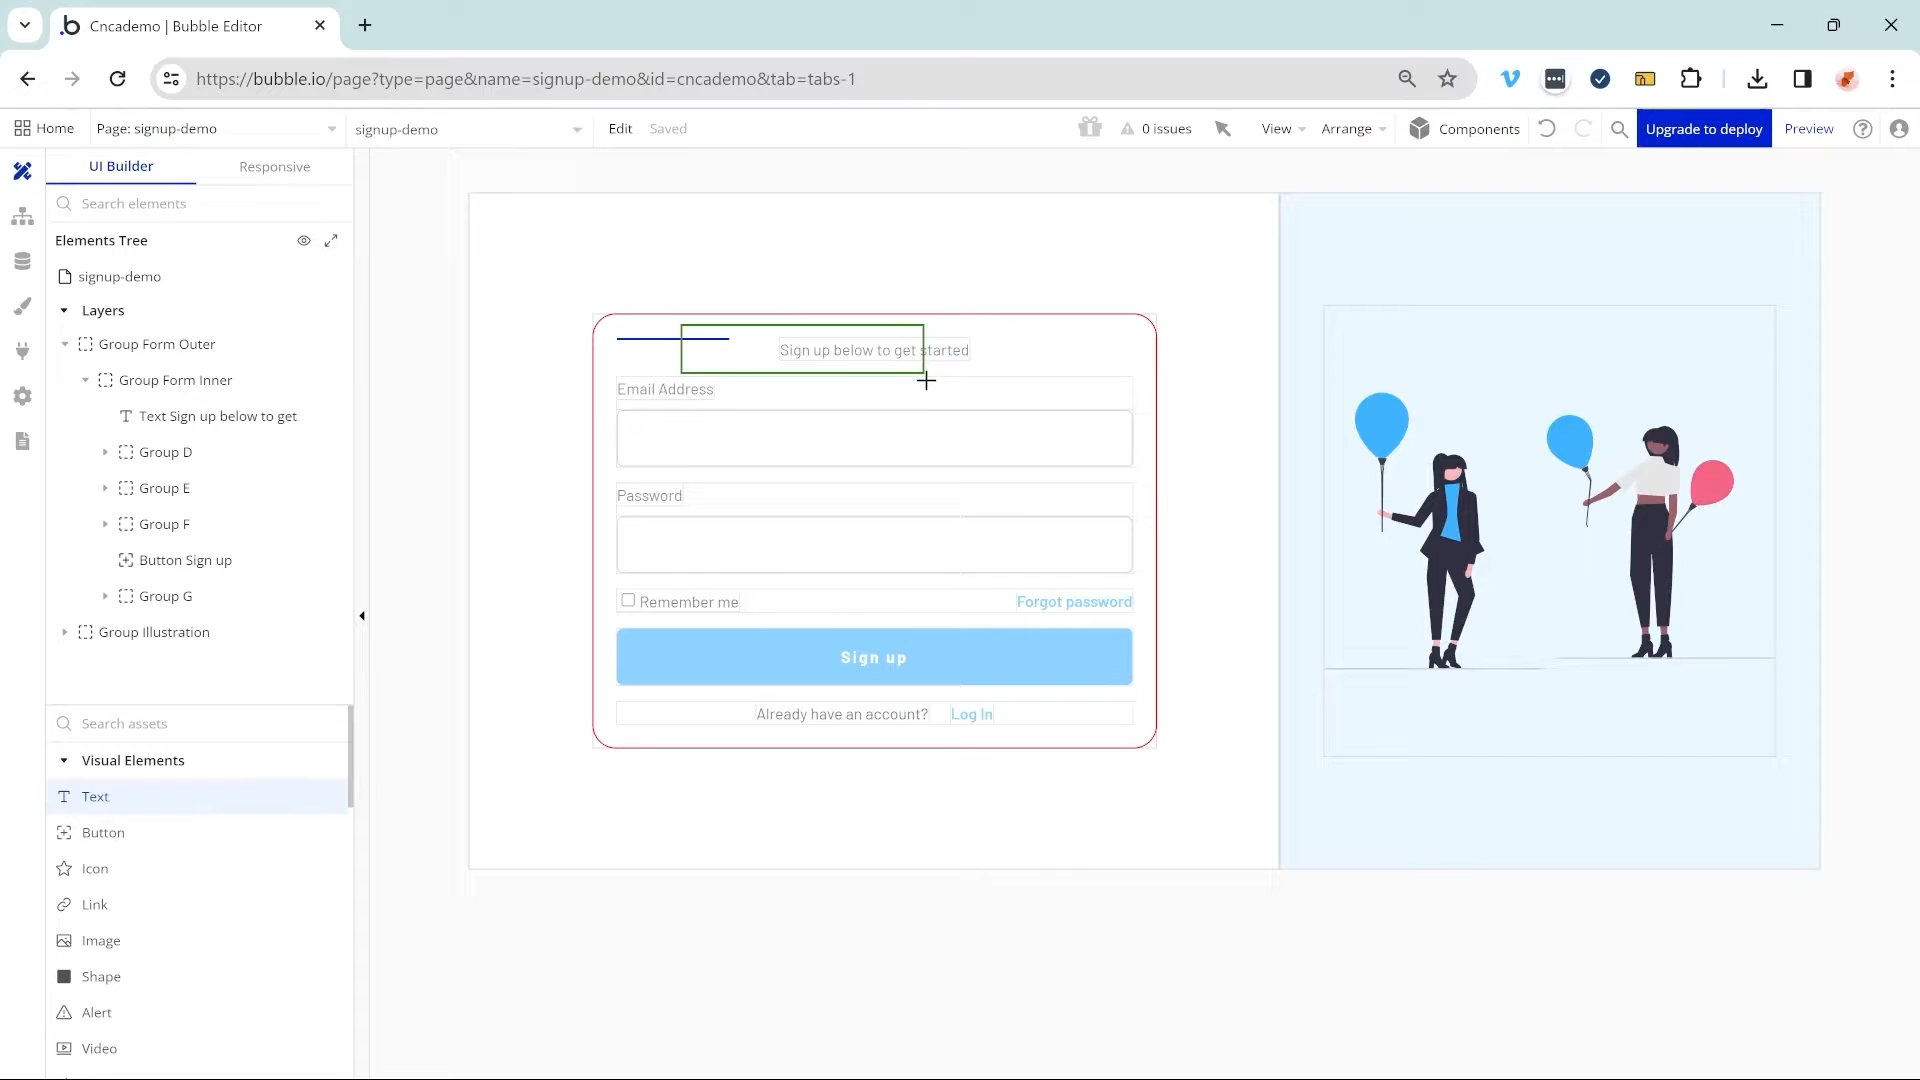 Cncademo | Bubble Editor
https://bubble.io/page?type=page&name=signup-demo&id=cncademo&tab=tabs-1
Home
Page: signup-demo
signup-demo
Edit
Saved
0 issues
View
Arrange
Components
Upgrade to deploy
Preview
UI Builder
Responsive
Search elements
Elements Tree
signup-demo
Layers
Group Form Outer
Group Form Inner
Text Sign up below to get
Group D
Group E
Group F
Button Sign up
Group G
Group Illustration
Search assets
Visual Elements
Text
Button
Icon
Link
Image
Shape
Alert
Video
Sign up below to get started
Email Address
Password
Remember me
Forgot password
Sign up
Already have an account?
Log In